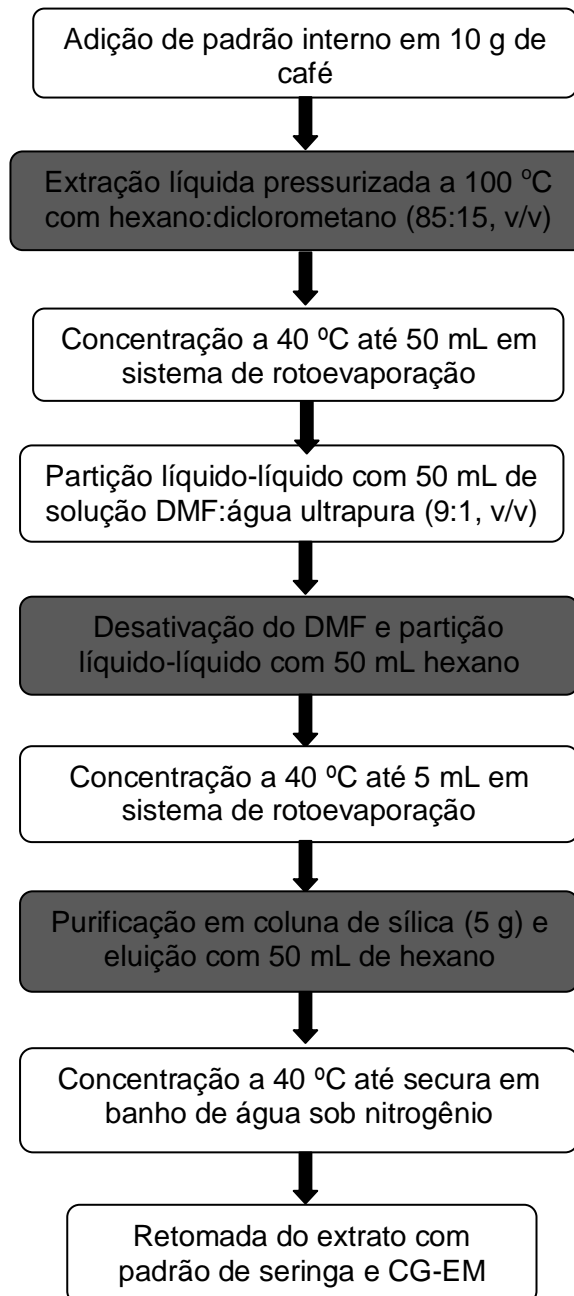 Adição de padrão interno em 10 g de
café
Extração líquida pressurizada a 100 ºC
com hexano:diclorometano (85:15, v/v)
Concentração a 40 ºC até 50 mL em
sistema de rotoevaporação
Partição líquido-líquido com 50 mL de
solução DMF:água ultrapura (9:1, v/v)
Desativação do DMF e partição
líquido-líquido com 50 mL hexano
Concentração a 40 ºC até 5 mL em
sistema de rotoevaporação
Purificação em coluna de sílica (5 g) e
eluição com 50 mL de hexano
Concentração a 40 ºC até secura em
banho de água sob nitrogênio
Retomada do extrato com
padrão de seringa e CG-EM